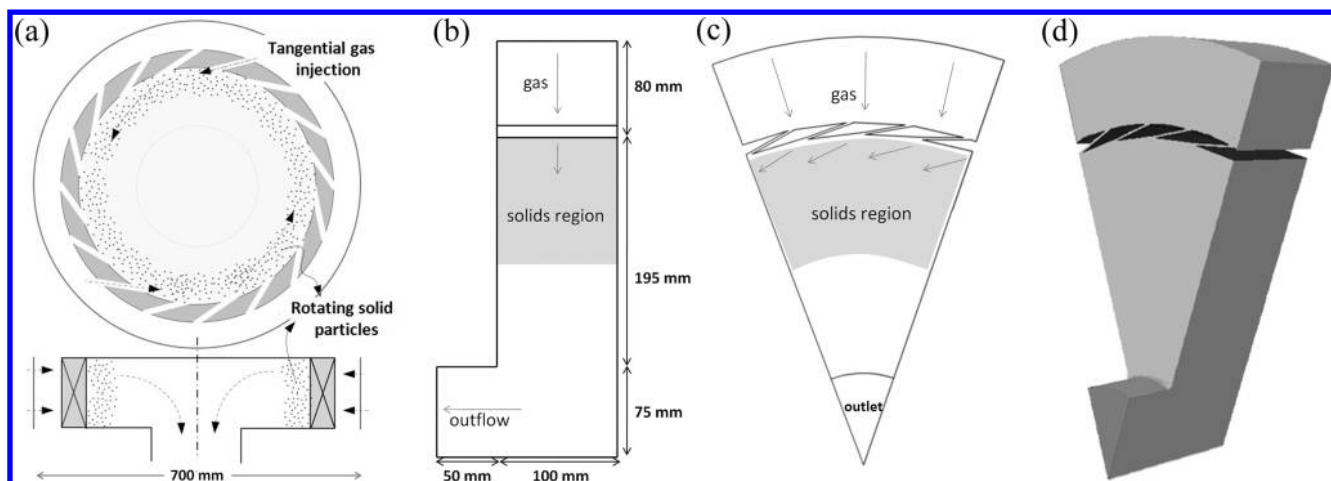 (a)
Tangential gas
injection
Rotating solid
particles
700 mm
(b)
gas
80 mm
solids region
195 mm
outflow
75 mm
50 mm
100 mm
(c)
gas
solids region
outlet
(d)